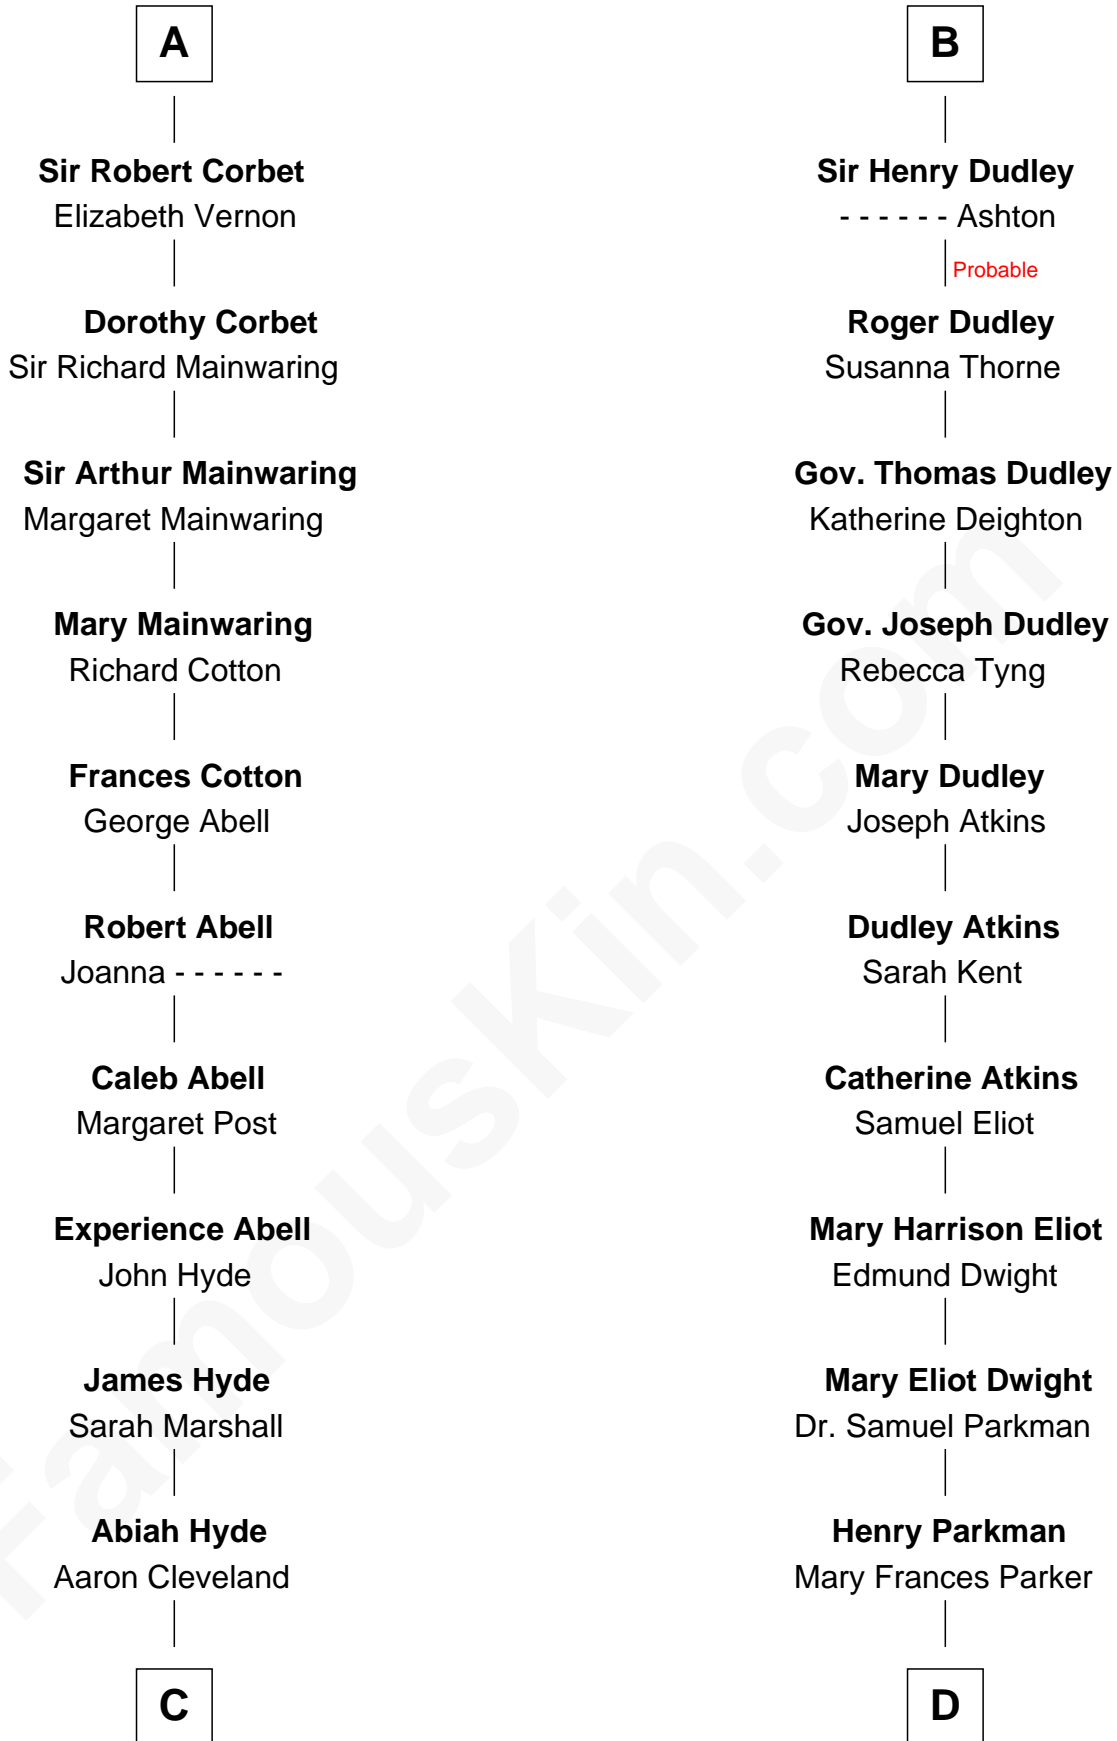 A
Sir Robert Corbet
Elizabeth Vernon
Dorothy Corbet
Sir Richard Mainwaring
Sir Arthur Mainwaring
Margaret Mainwaring
Mary Mainwaring
Richard Cotton
Frances Cotton
George Abell
Robert Abell
Joanna - - - - - -
Caleb Abell
Margaret Post
Experience Abell
John Hyde
James Hyde
Sarah Marshall
Abiah Hyde
Aaron Cleveland
C
B
Sir Henry Dudley
- - - - - - Ashton
Probable
Roger Dudley
Susanna Thorne
Gov. Thomas Dudley
Katherine Deighton
Gov. Joseph Dudley
Rebecca Tyng
Mary Dudley
Joseph Atkins
Dudley Atkins
Sarah Kent
Catherine Atkins
Samuel Eliot
Mary Harrison Eliot
Edmund Dwight
Mary Eliot Dwight
Dr. Samuel Parkman
Henry Parkman
Mary Frances Parker
D
FamousKin.com